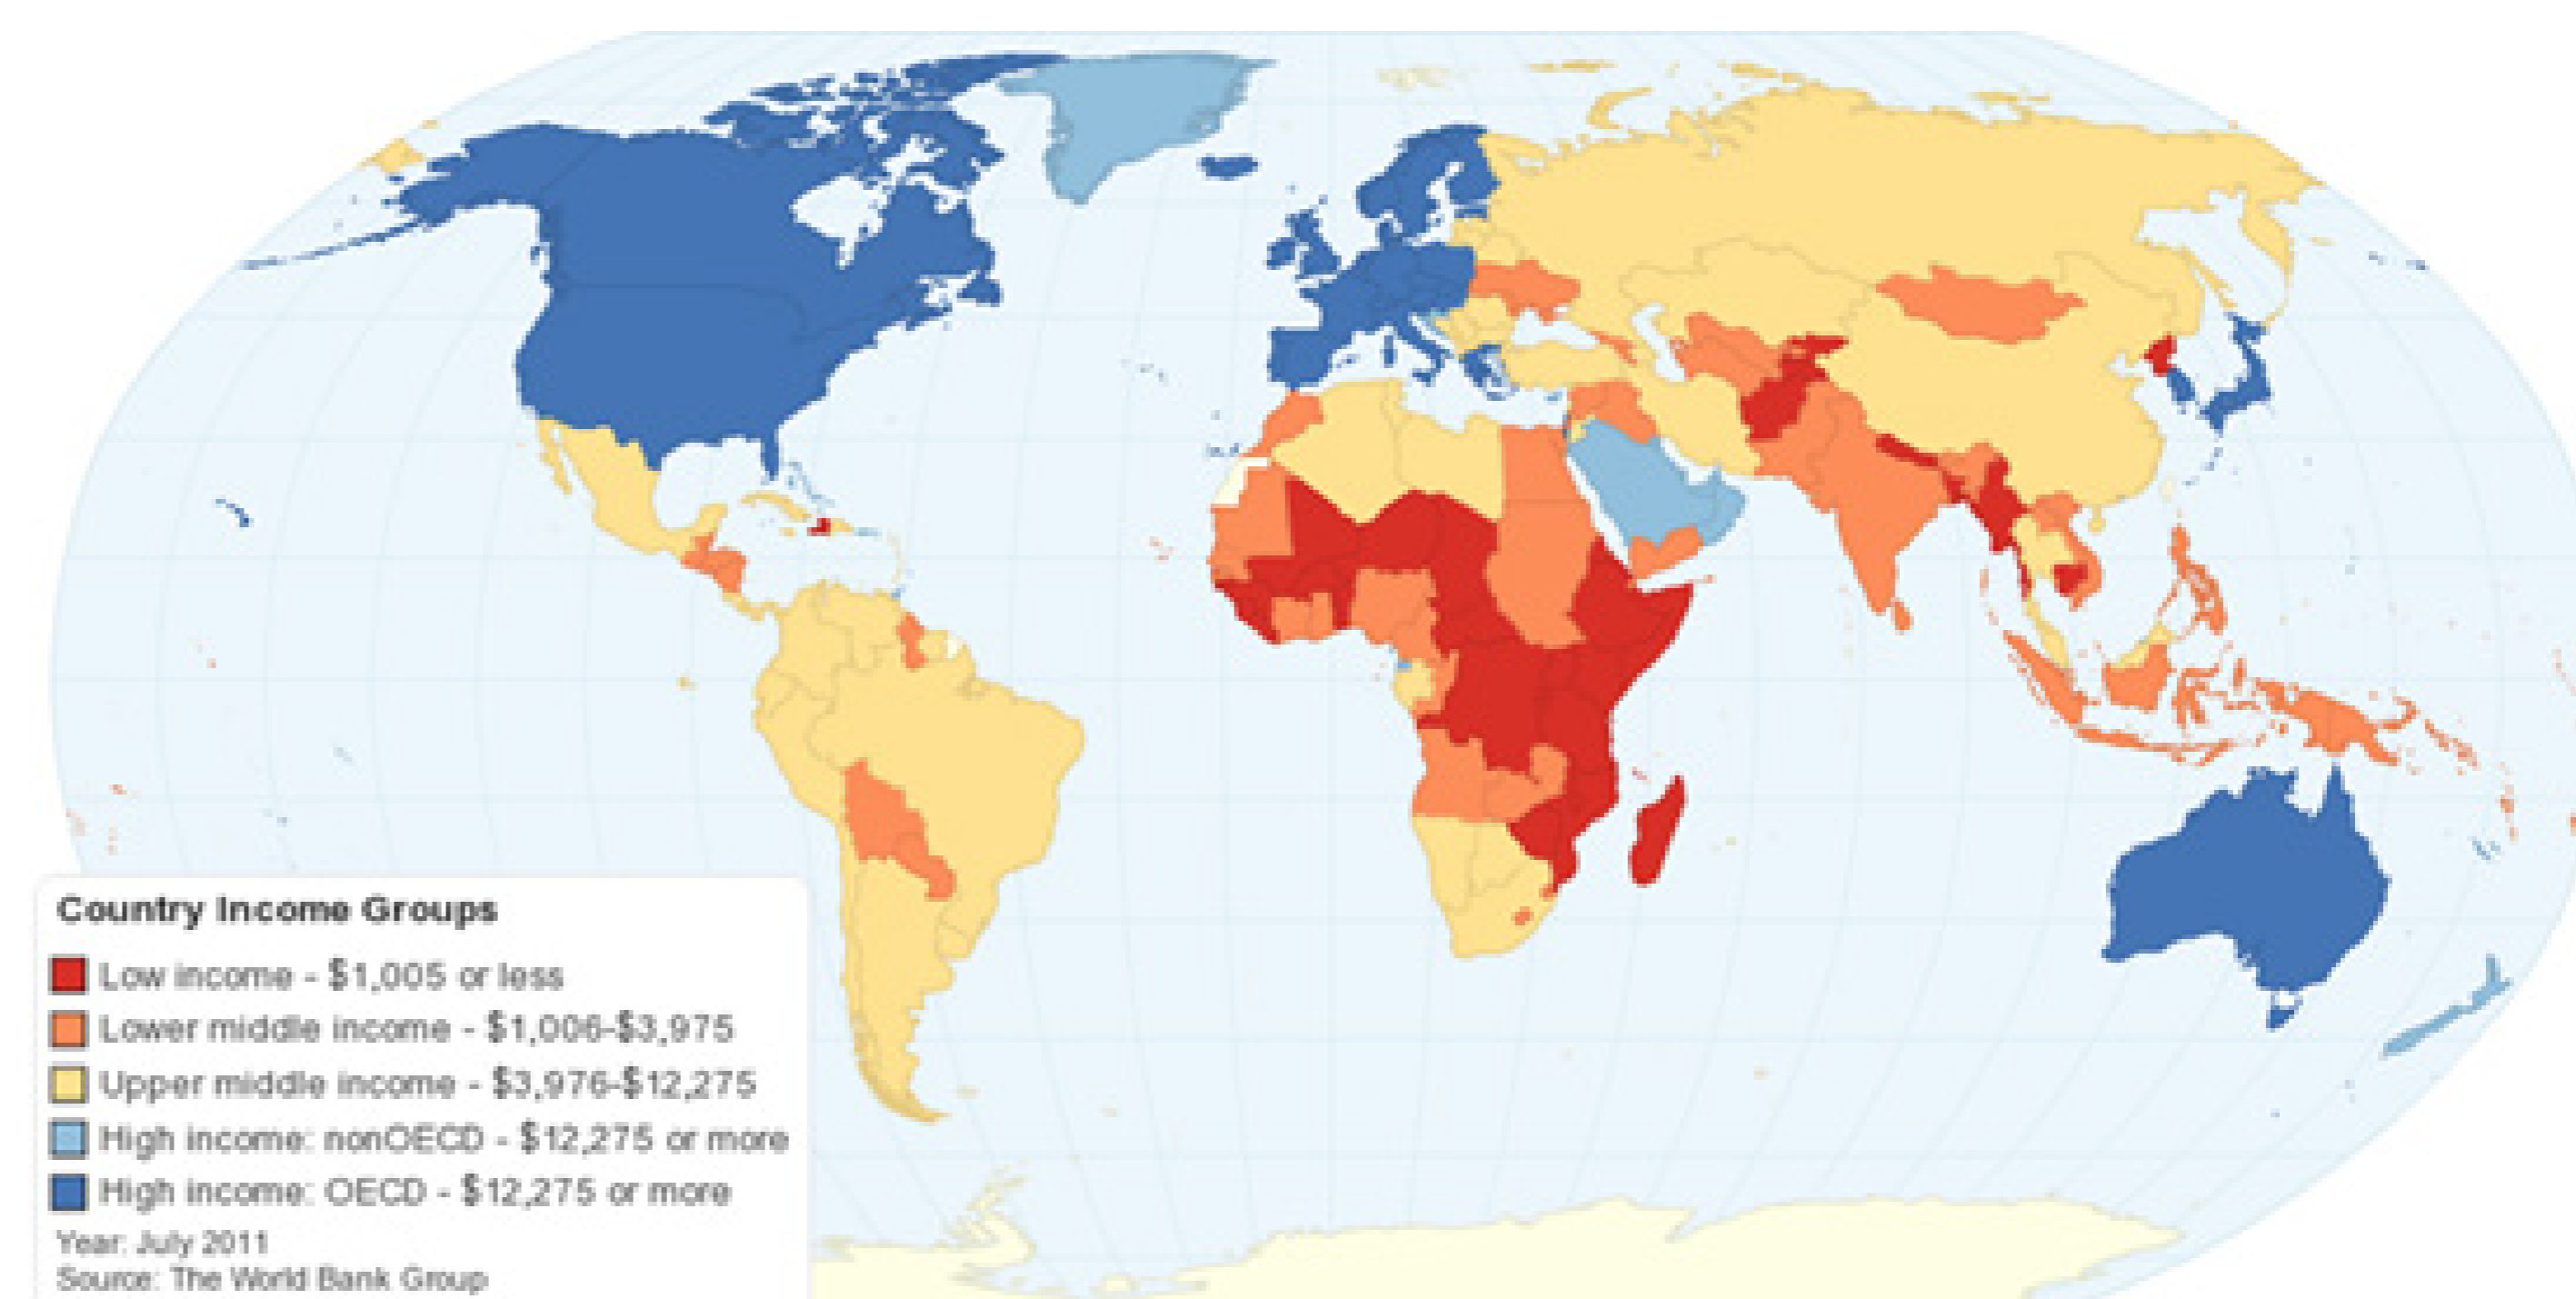 Country Income Groups
Low income - $1,005 or less
Lower middle income - $1,006-$3,975
Upper middle income - $3,976-$12,275
High income: nonOECD - $12,275 or more
High income: OECD - $12,275 or more
Year: July 2011
Source: The World Bank Group